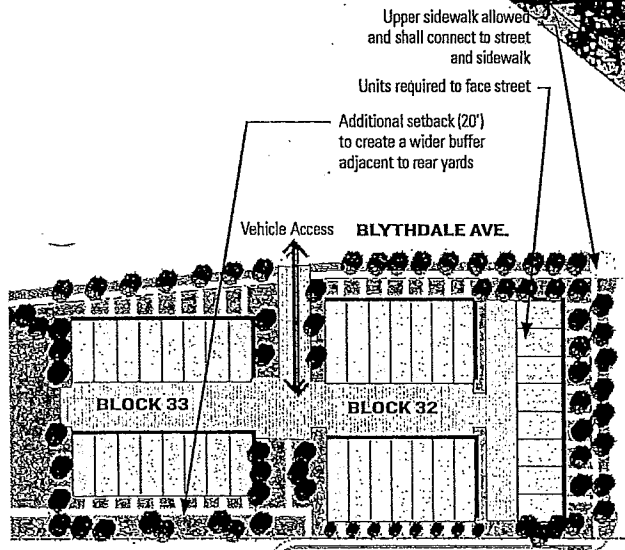 Upper sidewalk allowed
and shall connect to street
and sidewalk
Units required to face street
Additional setback (20')
to create a wider buffer
adjacent to rear yards
Vehicle Access
BLYTHDALE AVE.
BLOCK 33
BLOCK 32